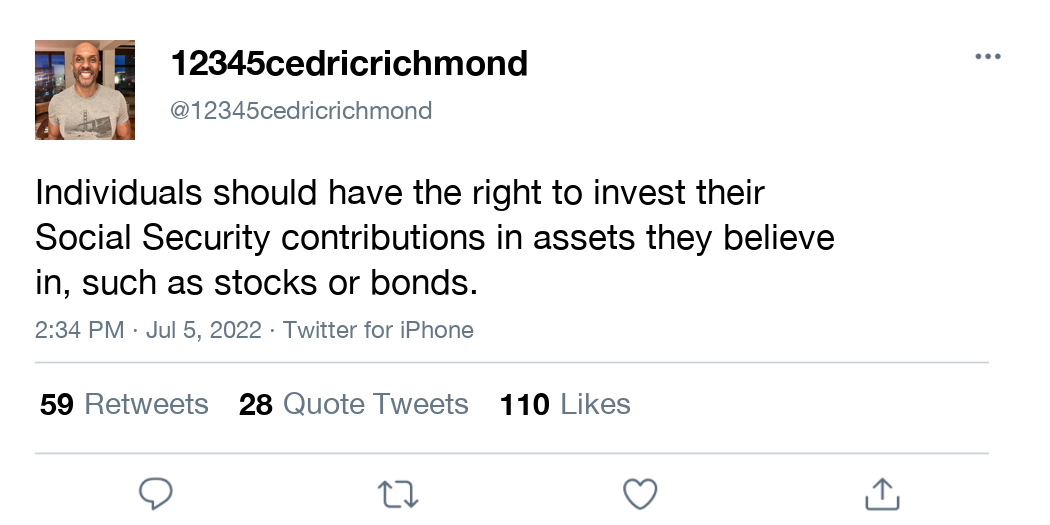 12345cedricrichmond
@12345cedricrichmond
Individuals should have the right to invest their
Social Security contributions in assets they believe
in, such as stocks or bonds.
2:34 PM · Jul 5, 2022 · Twitter for iPhone
59 Retweets 28 Quote Tweets 110 Likes